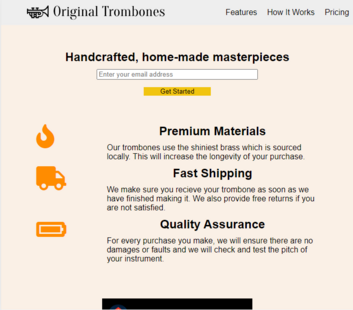 Original Trombones
Features How It Works Pricing
Handcrafted, home-made masterpieces
Enter your email address
Get Started
Premium Materials
Our trombones use the shiniest brass which is sourced
locally. This will increase the longevity of your purchase.
Fast Shipping
We make sure you recieve your trombone as soon as we
have finished making it. We also provide free returns if you
are not satisfied.
Quality Assurance
For every purchase you make, we will ensure there are no
damages or faults and we will check and test the pitch of
your instrument.